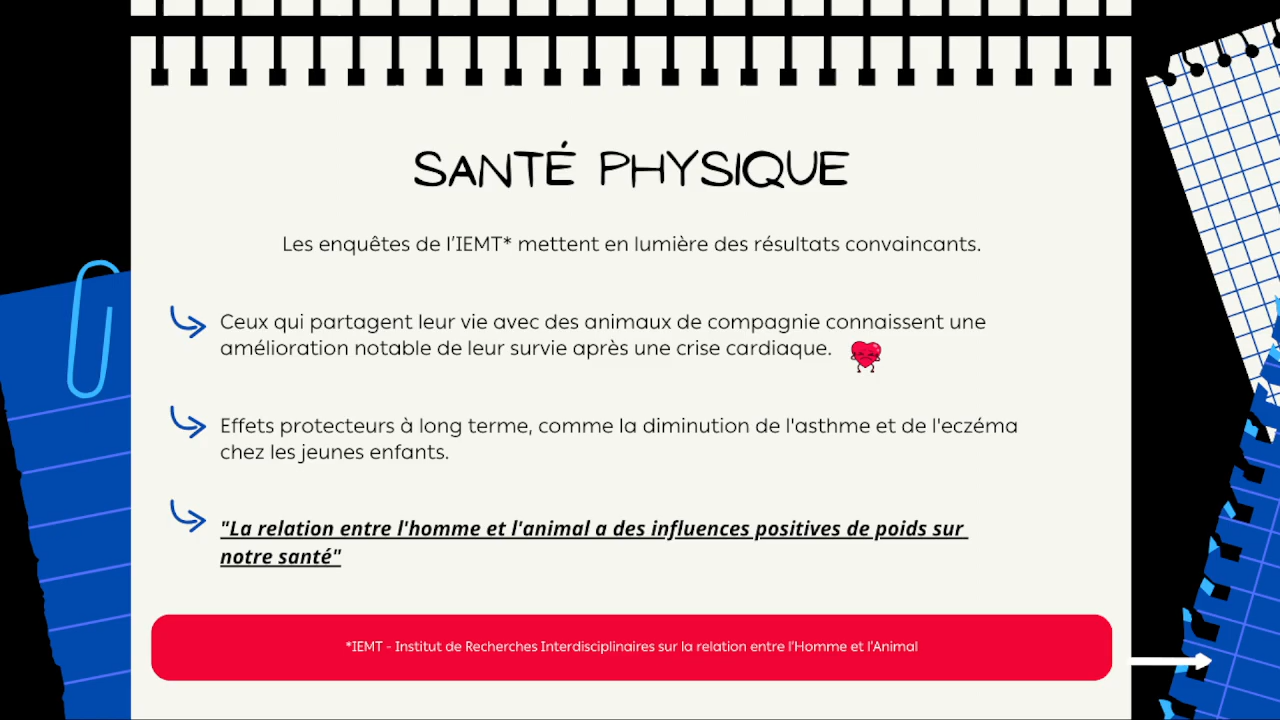 SANTÉ PHYSIQUE
Les enquêtes de l'IEMT* mettent en lumière des résultats convaincants.
Ceux qui partagent leur vie avec des animaux de compagnie connaissent une
amélioration notable de leur survie après une crise cardiaque.
Effets protecteurs à long terme, comme la diminution de l'asthme et de l'eczéma
chez les jeunes enfants.
"La relation entre l'homme et l'animal a des influences positives de poids sur
notre santé"
*IEMT - Institut de Recherches Interdisciplinaires sur la relation entre l'Homme et l'Animal